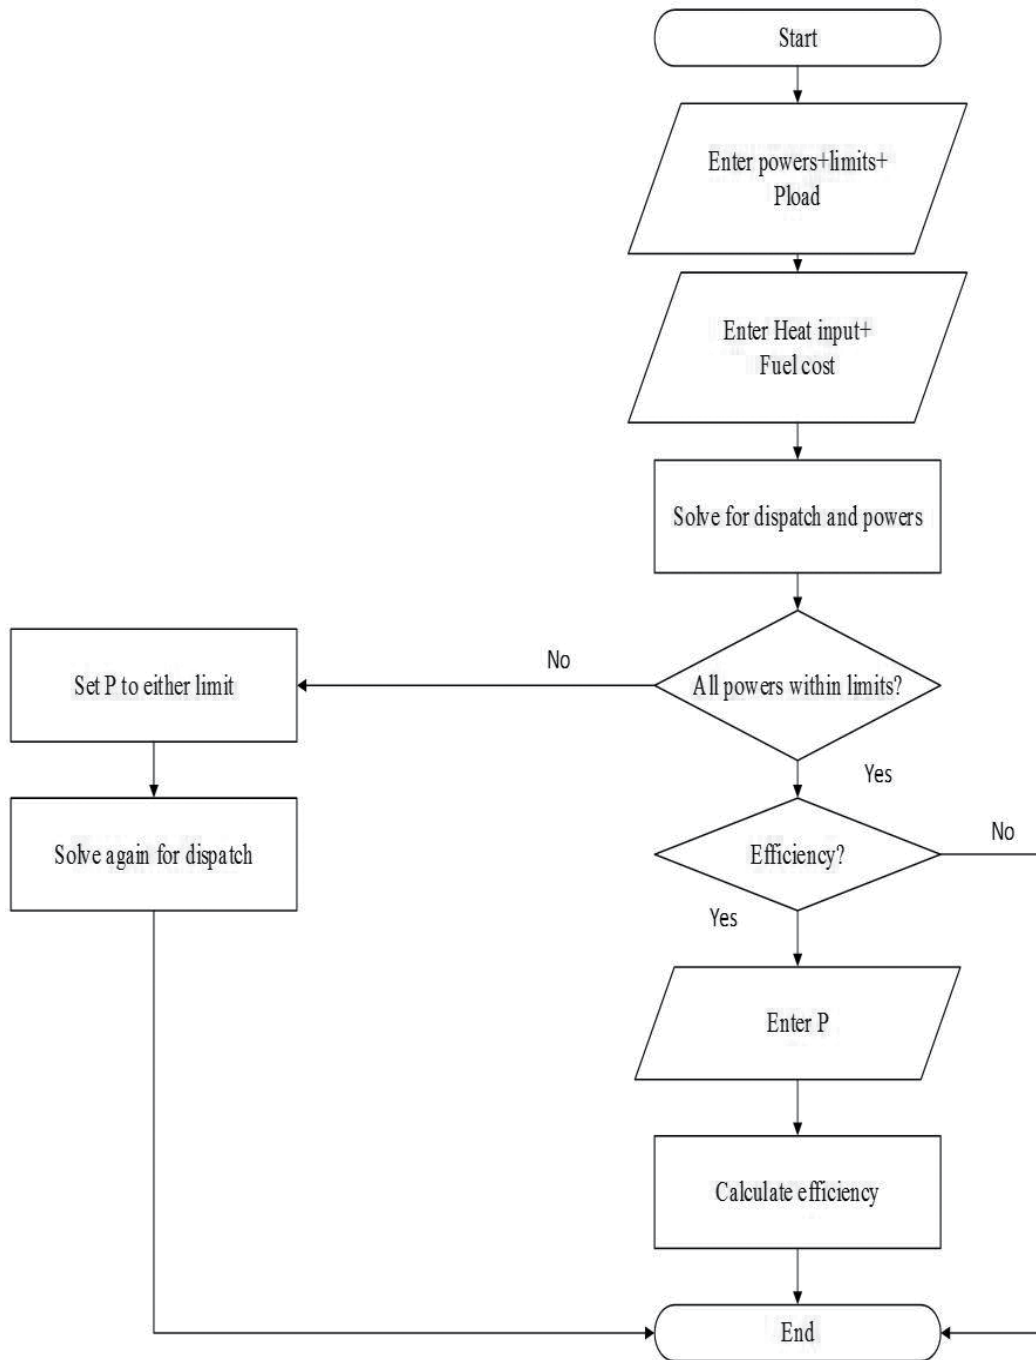 Start
Enter powers+limits+
Pload
Enter Heat input+
Fuel cost
Solve for dispatch and powers
All powers within limits?
No
Set P to either limit
Solve again for dispatch
Yes
Efficiency?
No
Yes
Enter P
Calculate efficiency
End